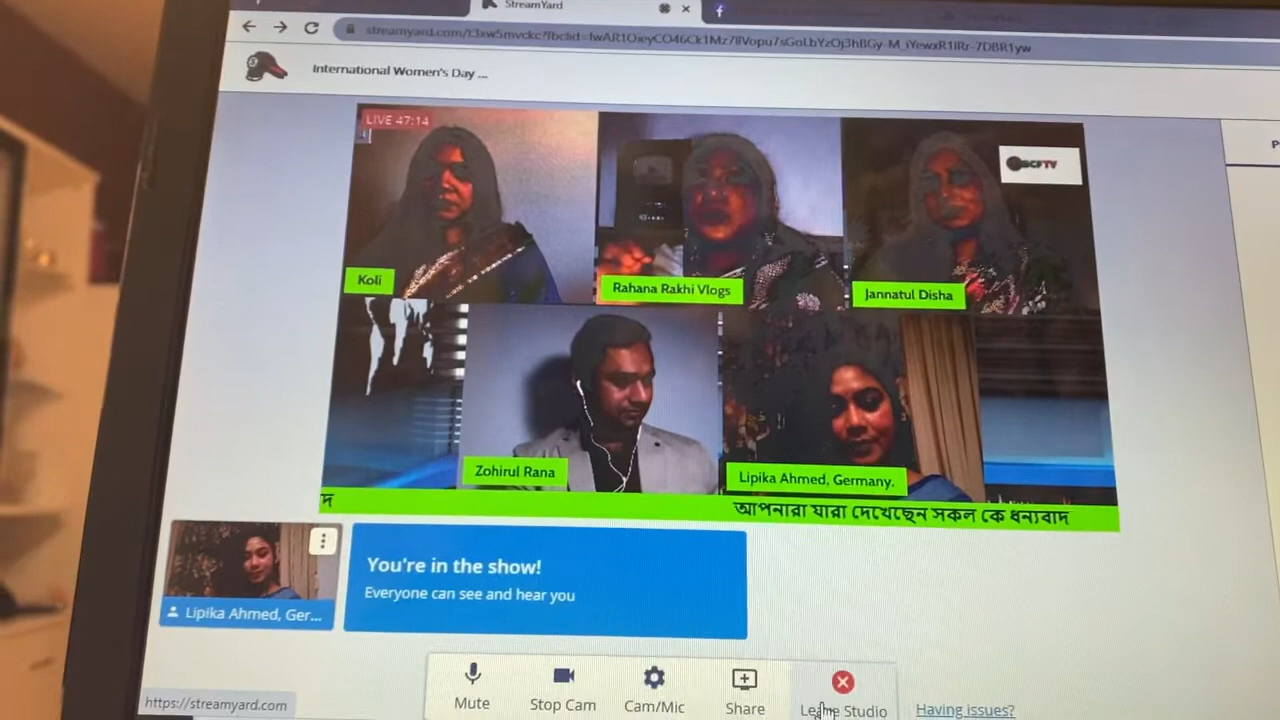 StreamYard
International Women's Day ...
LIVE 47:14
BCFTV
Koli
Rahana Rakhi Vlogs
Jannatul Disha
Zohirul Rana
Lipika Ahmed, Germany.
দ
আপনারা যারা দেখেছেন সকল কে ধন্যবাদ
You're in the show!
Everyone can see and hear you
Lipika Ahmed, Ger...
Mute
Stop Cam
Cam/Mic
Share
Leave Studio
Having issues?
https://streamyard.com